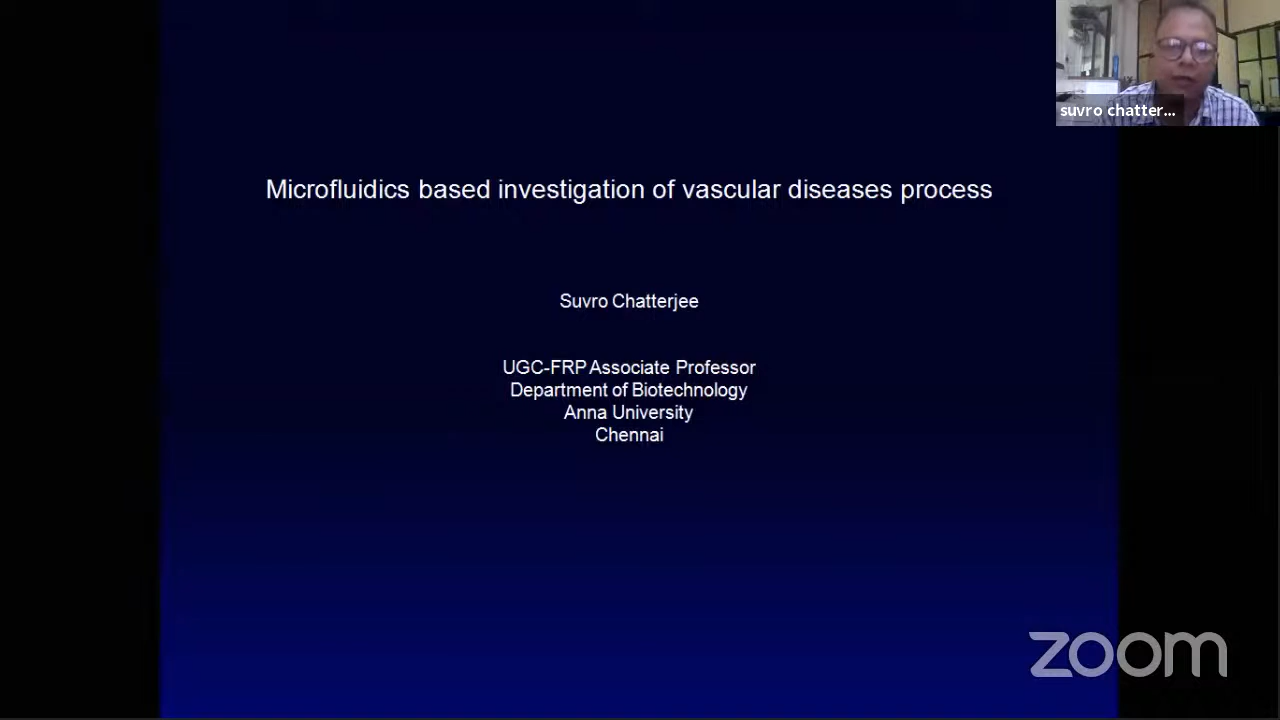 suvro chatter...
Microfluidics based investigation of vascular diseases process
Suvro Chatterjee
UGC-FRP Associate Professor
Department of Biotechnology
Anna University
Chennai
zoom